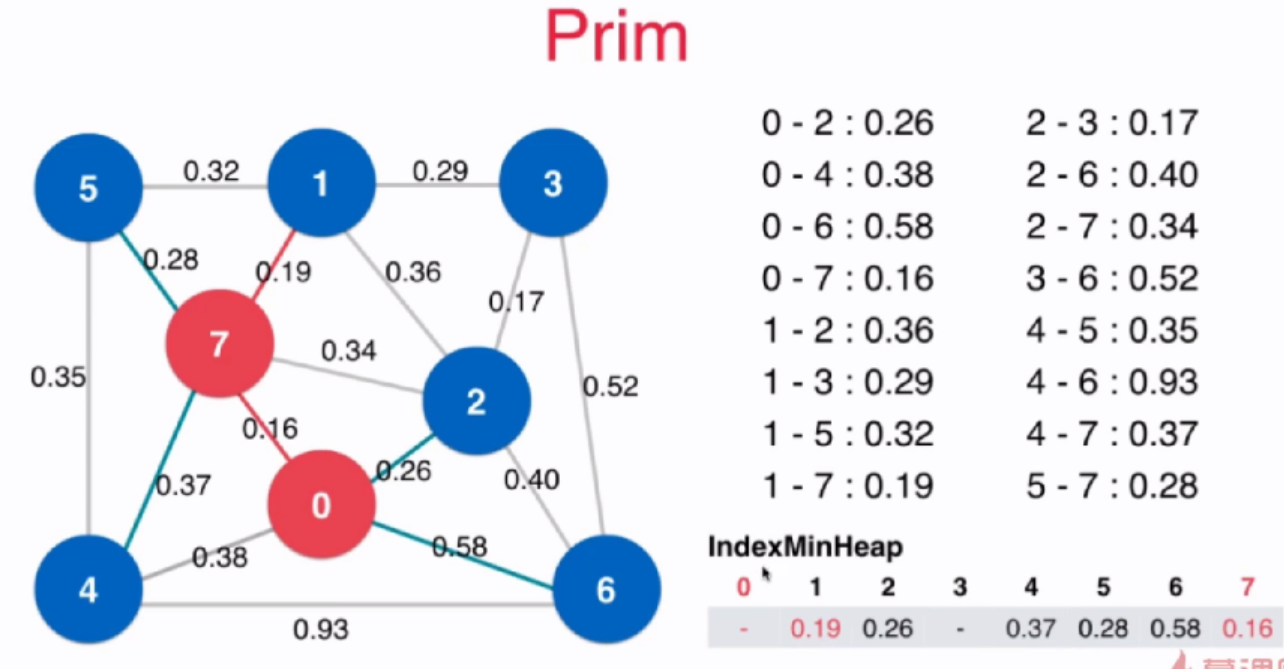 Prim
5 0.32 1 0.29 3
0.28 0.19 0.36 0.17
7 0.34 2
0.35 0.52
0.16 0.26 0.40
0.37 0
0.38 0.58
4 6
0.93
0 - 2 : 0.26
0 - 4 : 0.38
0 - 6 : 0.58
0 - 7 : 0.16
1 - 2 : 0.36
1 - 3 : 0.29
1 - 5 : 0.32
1 - 7 : 0.19
2 - 3 : 0.17
2 - 6 : 0.40
2 - 7 : 0.34
3 - 6 : 0.52
4 - 5 : 0.35
4 - 6 : 0.93
4 - 7 : 0.37
5 - 7 : 0.28
IndexMinHeap
0 1 2 3 4 5 6 7
- 0.19 0.26 - 0.37 0.28 0.58 0.16